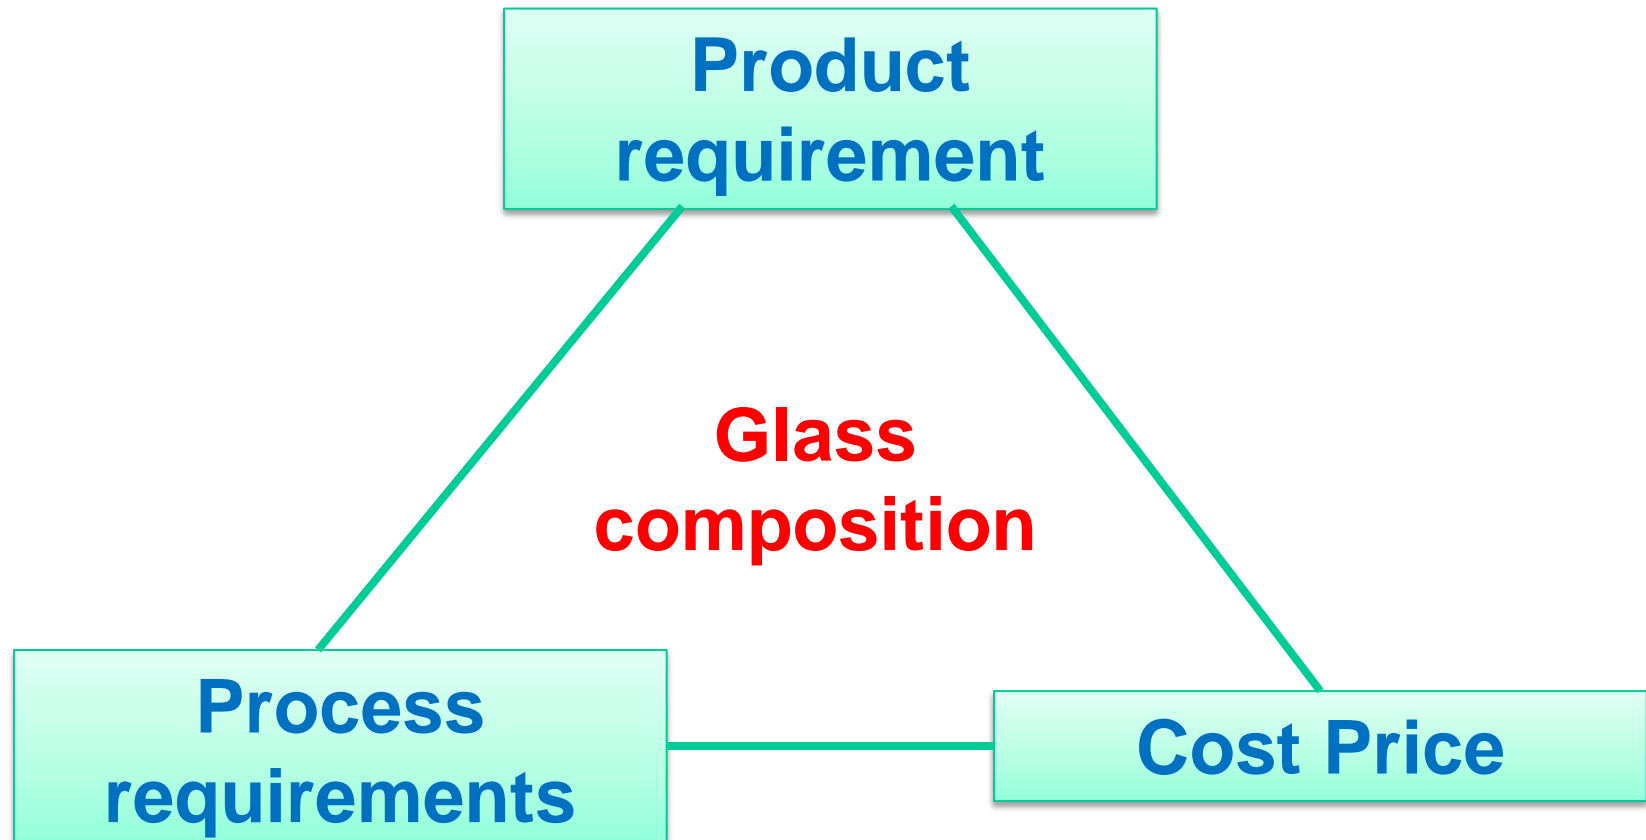 Product
requirement
Glass
composition
Process
requirements
Cost Price